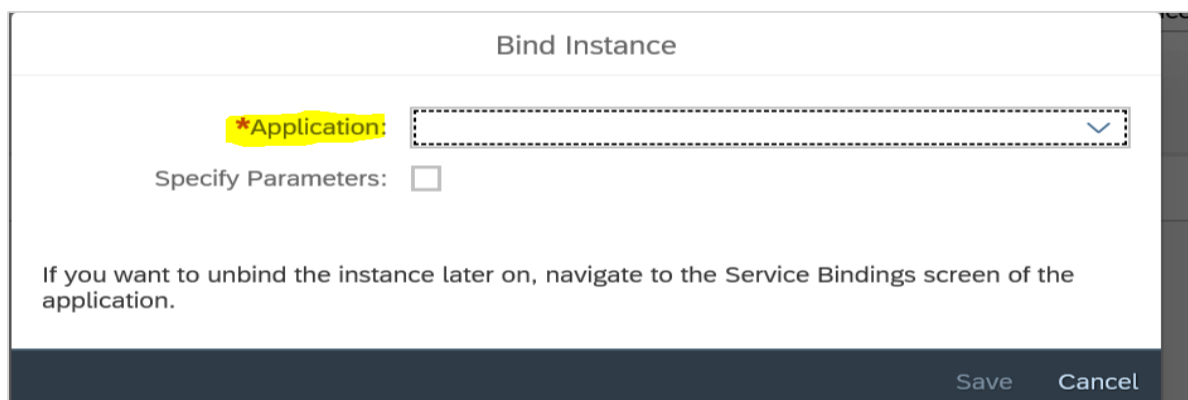 Bind Instance
*Application:
Specify Parameters:
If you want to unbind the instance later on, navigate to the Service Bindings screen of the
application.
Save Cancel